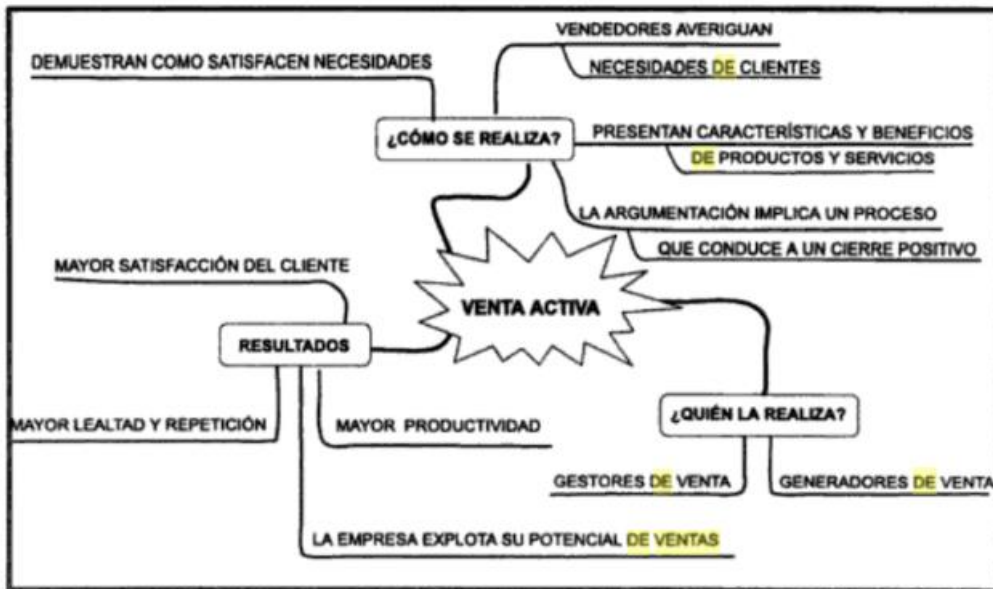 VENDEDORES AVERIGUAN
NECESIDADES DE CLIENTES
DEMUESTRAN COMO SATISFACEN NECESIDADES
¿CÓMO SE REALIZA?
PRESENTAN CARACTERÍSTICAS Y BENEFICIOS
DE PRODUCTOS Y SERVICIOS
LA ARGUMENTACIÓN IMPLICA UN PROCESO
QUE CONDUCE A UN CIERRE POSITIVO
MAYOR SATISFACCIÓN DEL CLIENTE
VENTA ACTIVA
RESULTADOS
MAYOR LEALTAD Y REPETICIÓN
MAYOR PRODUCTIVIDAD
¿QUIÉN LA REALIZA?
GESTORES DE VENTA
GENERADORES DE VENTA
LA EMPRESA EXPLOTA SU POTENCIAL DE VENTAS